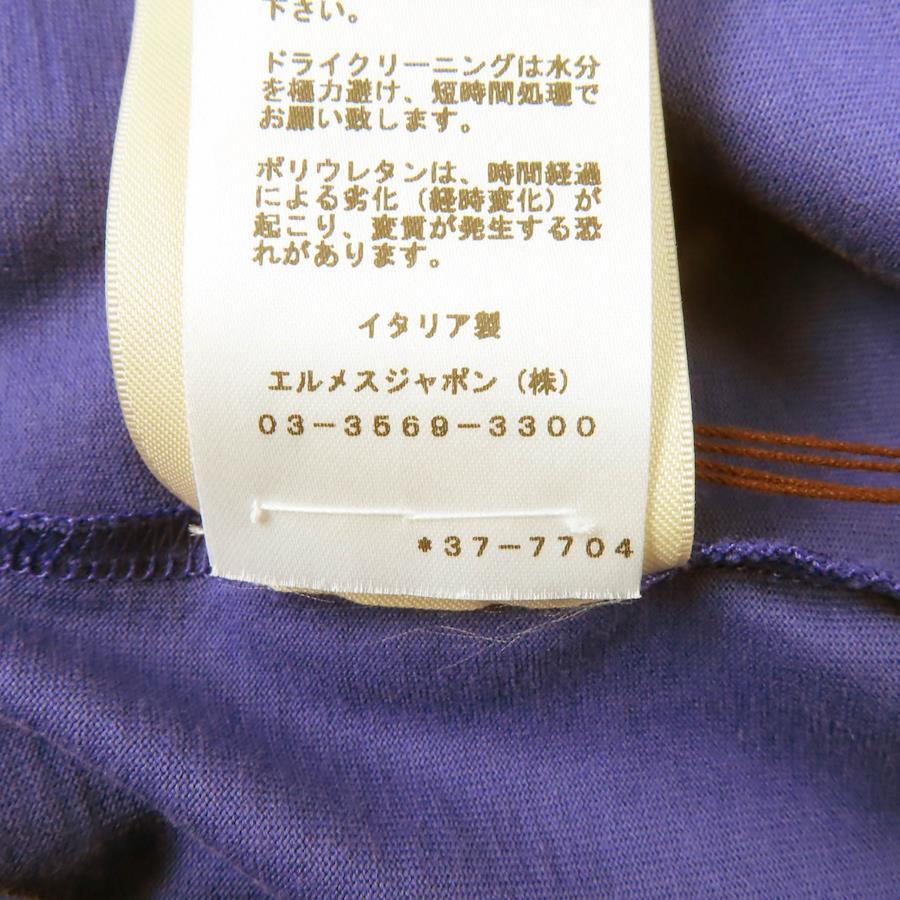 下さい。
ドライクリーニングは水分
を極力避け、短時間処理で
お願い致します。
ポリウレタンは、時間経過
による劣化（経時変化）が
起こり、変質が発生する恐
れがあります。
イタリア製
エルメスジャポン（株）
03-3569-3300
*37-7704